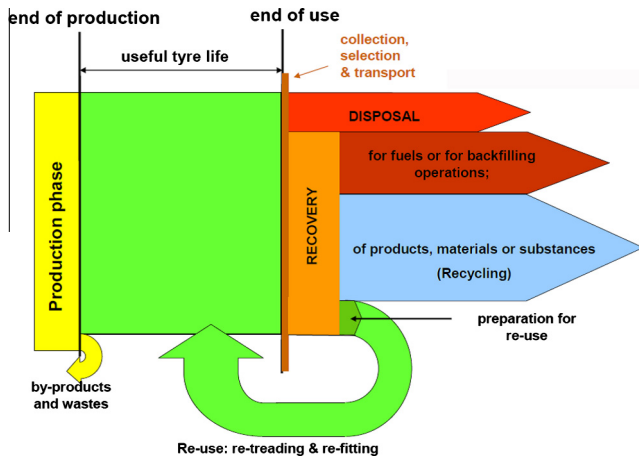 end of production
end of use
useful tyre life
collection,
selection
& transport
DISPOSAL
for fuels or for backfilling
operations;
Production phase
RECOVERY
of products, materials or substances
(Recycling)
preparation for
re-use
by-products
and wastes
Re-use: re-treading & re-fitting